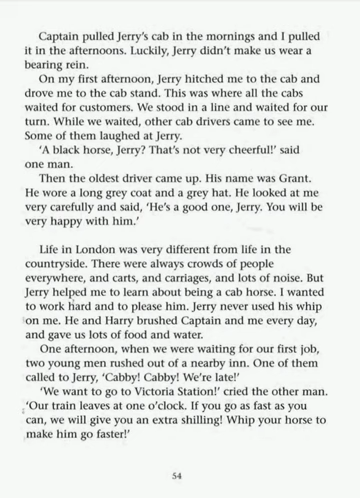 Captain pulled Jerry’s cab in the mornings and I pulled
it in the afternoons. Luckily, Jerry didn’t make us wear a
bearing rein.
On my first afternoon, Jerry hitched me to the cab and
drove me to the cab stand. This was where all the cabs
waited for customers. We stood in a line and waited for our
turn. While we waited, other cab drivers came to see me.
Some of them laughed at Jerry.
‘A black horse, Jerry? That’s not very cheerful!’ said
one man.
Then the oldest driver came up. His name was Grant.
He wore a long grey coat and a grey hat. He looked at me
very carefully and said, ‘He’s a good one, Jerry. You will be
very happy with him.’
Life in London was very different from life in the
countryside. There were always crowds of people
everywhere, and carts, and carriages, and lots of noise. But
Jerry helped me to learn about being a cab horse. I wanted
to work hard and to please him. Jerry never used his whip
on me. He and Harry brushed Captain and me every day,
and gave us lots of food and water.
One afternoon, when we were waiting for our first job,
two young men rushed out of a nearby inn. One of them
called to Jerry, ‘Cabby! Cabby! We’re late!’
‘We want to go to Victoria Station!’ cried the other man.
‘Our train leaves at one o’clock. If you go as fast as you
can, we will give you an extra shilling! Whip your horse to
make him go faster!’
54